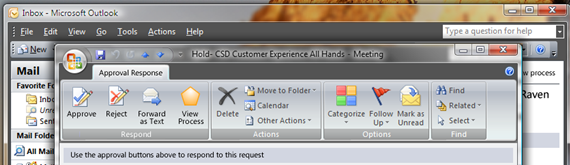 Inbox - Microsoft Outlook
File Edit View Go Tools Actions Help
Type a question for help
New
Hold- CSD Customer Experience All Hands - Meeting
Mail
Approval Response
w process
Favorite Fo
Approve
Reject
Forward as Text
View Process
Delete
Move to Folder
Calendar
Other Actions
Categorize
Follow Up
Mark as Unread
Find
Related
Select
Raven
Inbo
Unre
Sent
Respond
Actions
Options
Find
Mail Folder
All Mai
Use the approval buttons above to respond to this request